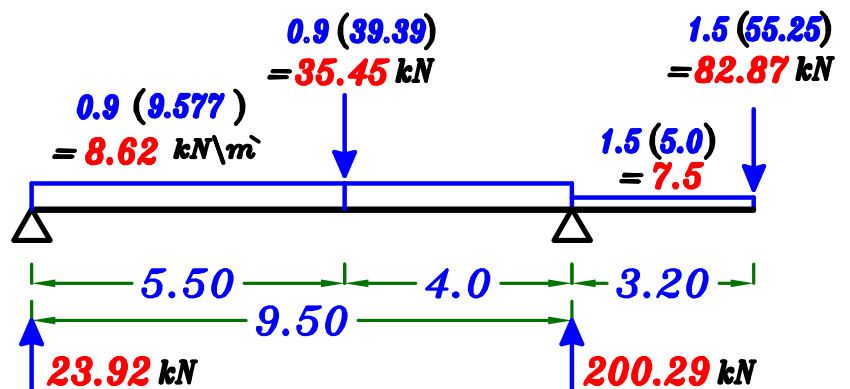 0.9 (39.39)
= 35.45 kN
1.5 (55.25)
= 82.87 kN
0.9 (9.577 )
= 8.62 kN\m`
1.5 (5.0)
= 7.5
5.50
4.0
3.20
9.50
23.92 kN
200.29 kN